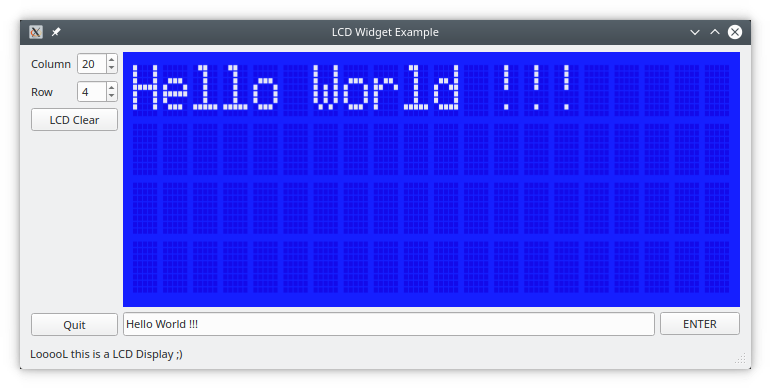 LCD Widget Example
Column 20
Row 4
LCD Clear
Hello World !!!
Quit
Hello World !!!
ENTER
LooooL this is a LCD Display ;)